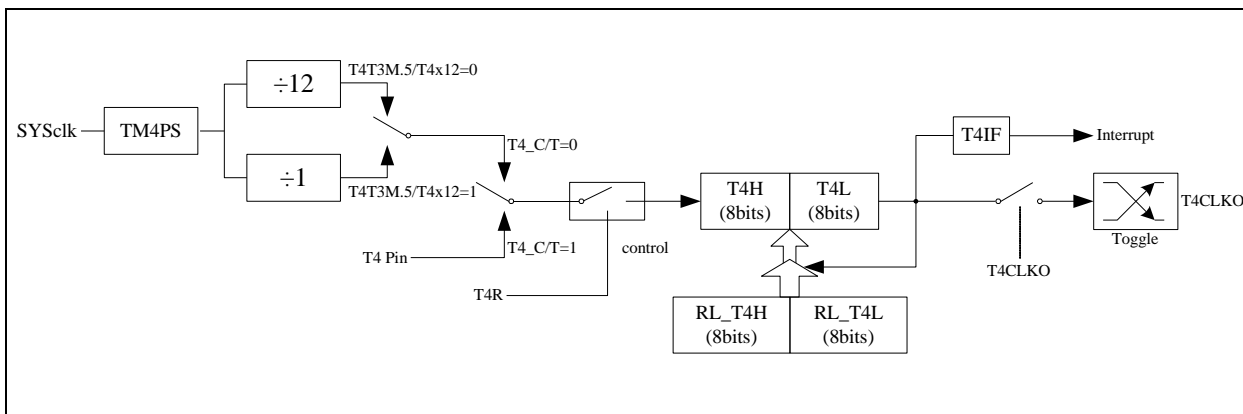 SYSclk
TM4PS
÷12
÷1
T4T3M.5/T4x12=0
T4T3M.5/T4x12=1
T4_C/T=0
T4_C/T=1
T4 Pin
T4R
control
T4H
(8bits)
T4L
(8bits)
RL_T4H
(8bits)
RL_T4L
(8bits)
T4IF
Interrupt
T4CLKO
Toggle
T4CLKO